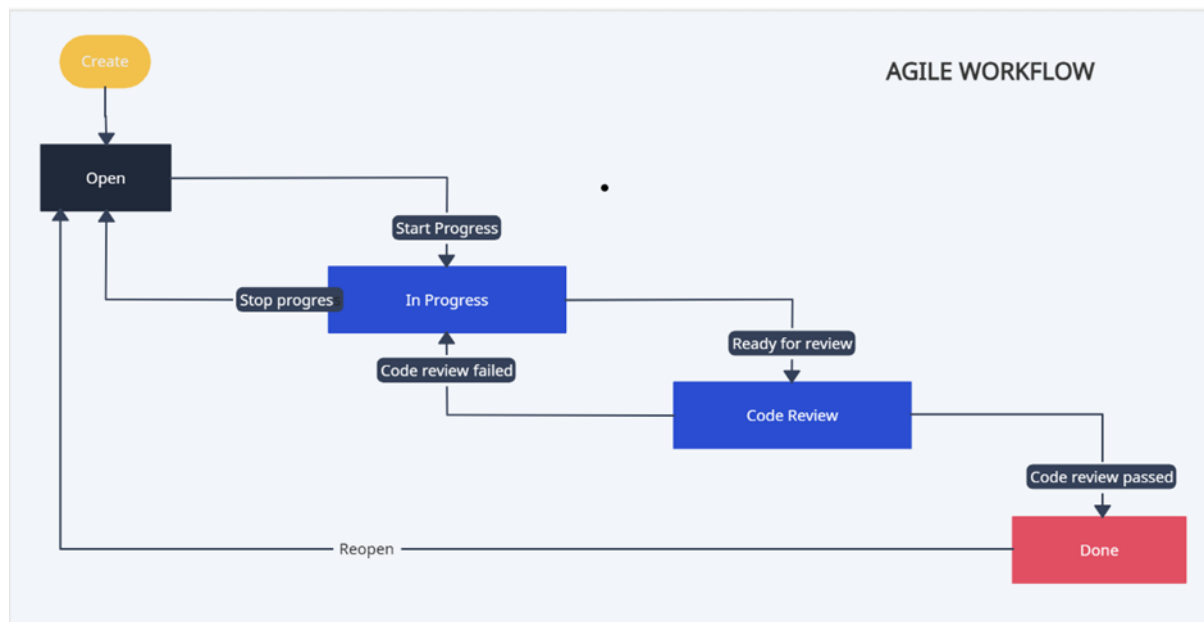 Create
AGILE WORKFLOW
Open
Start Progress
Stop progress
In Progress
Ready for review
Code review failed
Code Review
Code review passed
Reopen
Done